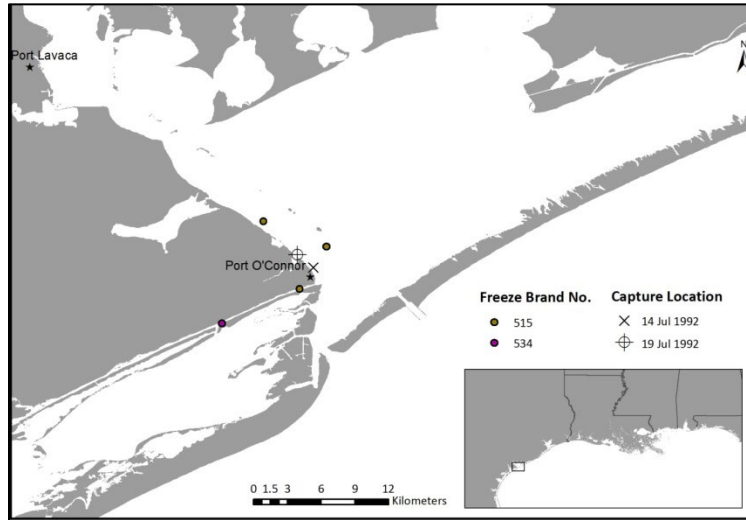 Port Lavaca
N
Port O'Connor
Freeze Brand No. Capture Location
515 14 Jul 1992
534 19 Jul 1992
0 1.5 3 6 9 12
Kilometers